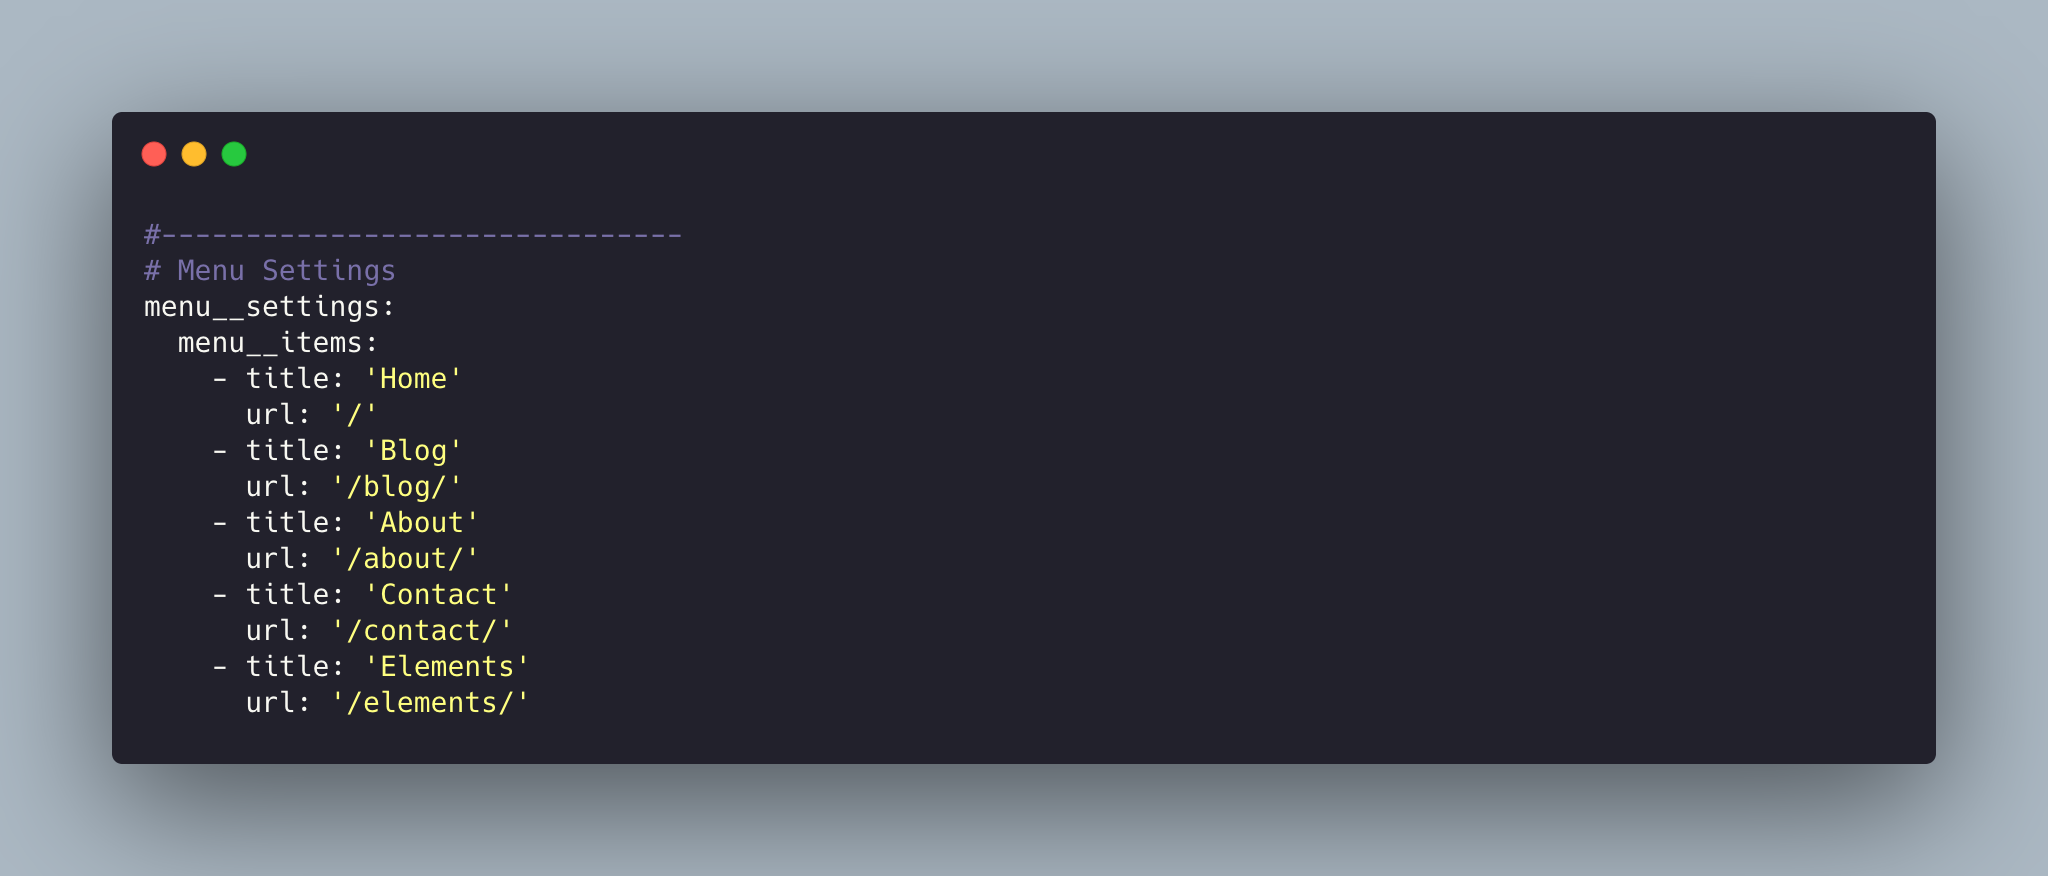 #-------------------------------
# Menu Settings
menu__settings:
  menu__items:
    - title: 'Home'
      url: '/'
    - title: 'Blog'
      url: '/blog/'
    - title: 'About'
      url: '/about/'
    - title: 'Contact'
      url: '/contact/'
    - title: 'Elements'
      url: '/elements/'